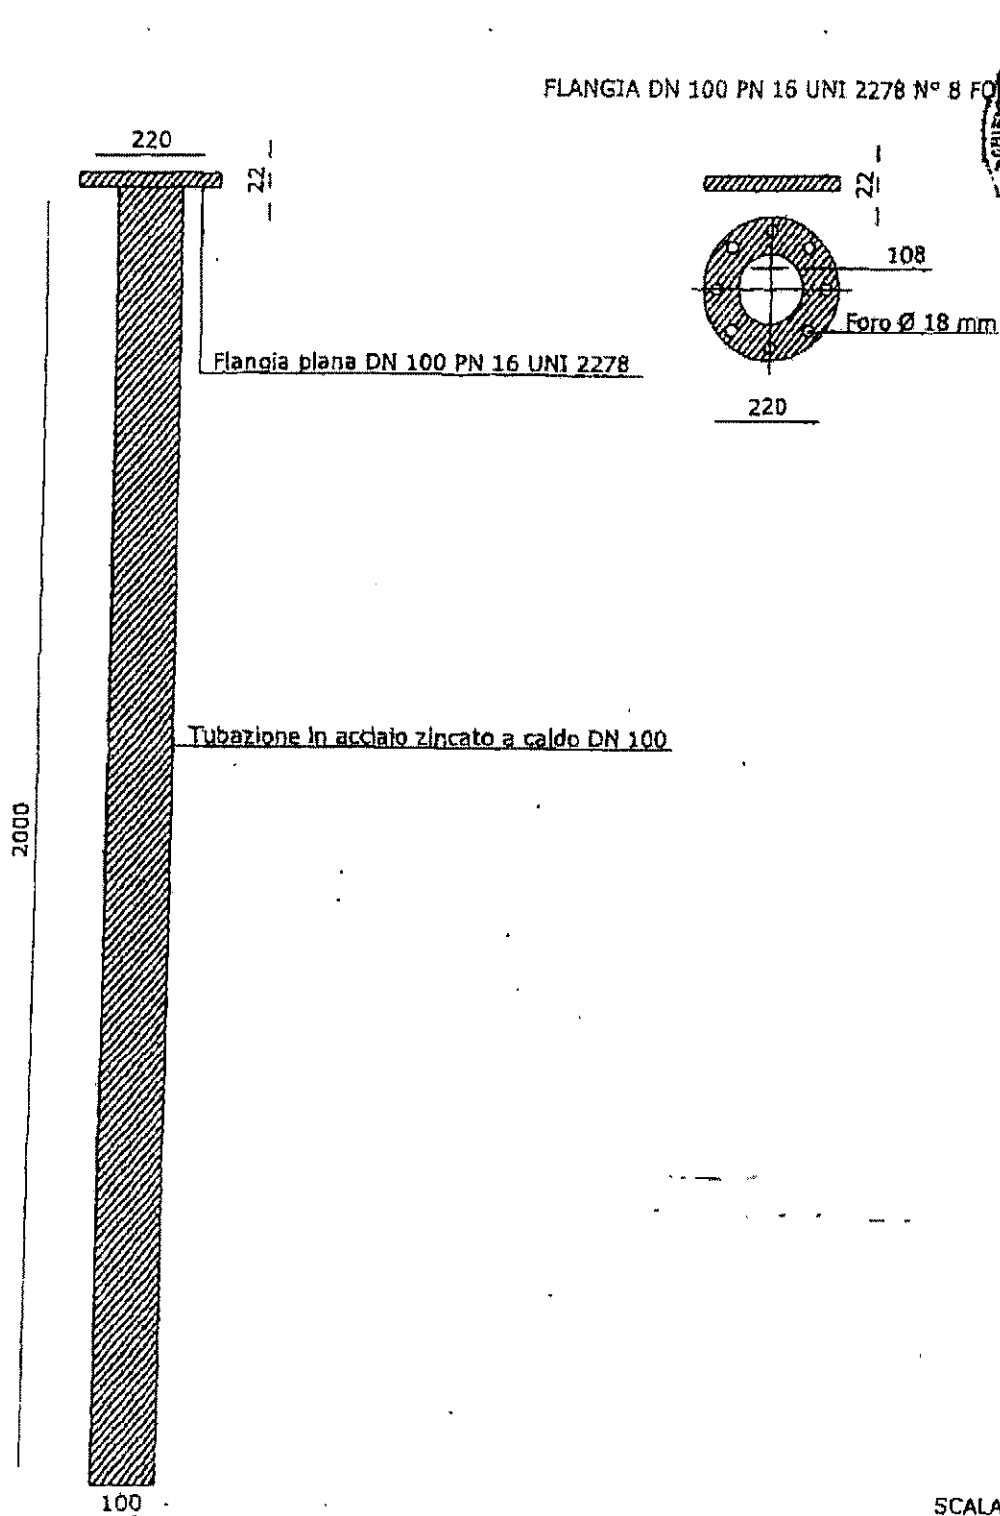 FLANGIA DN 100 PN 16 UNI 2278 N° 8 FO
220
22
22
108
Foro Ø 18 mm
Flangia plana DN 100 PN 16 UNI 2278
220
Tubazione in acciaio zincato a caldo DN 100
2000
100
SCALA